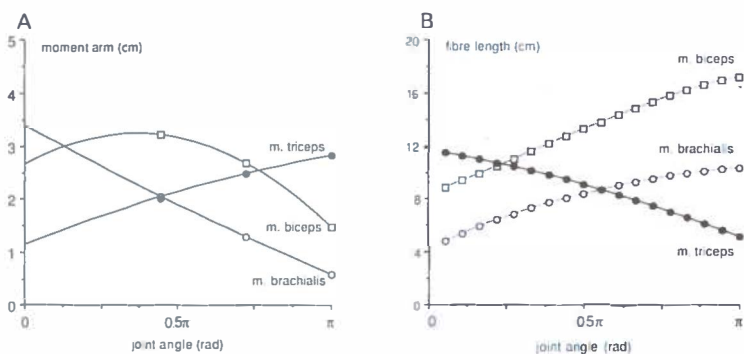 A
moment arm (cm)
5
4
3
2
1
0
m. triceps
m. biceps
m. brachialis
0
0.5π
π
joint angle (rad)
B
fibre length (cm)
20
16
12
8
4
0
m. biceps
m. brachialis
m. triceps
0
0.5π
π
joint angle (rad)